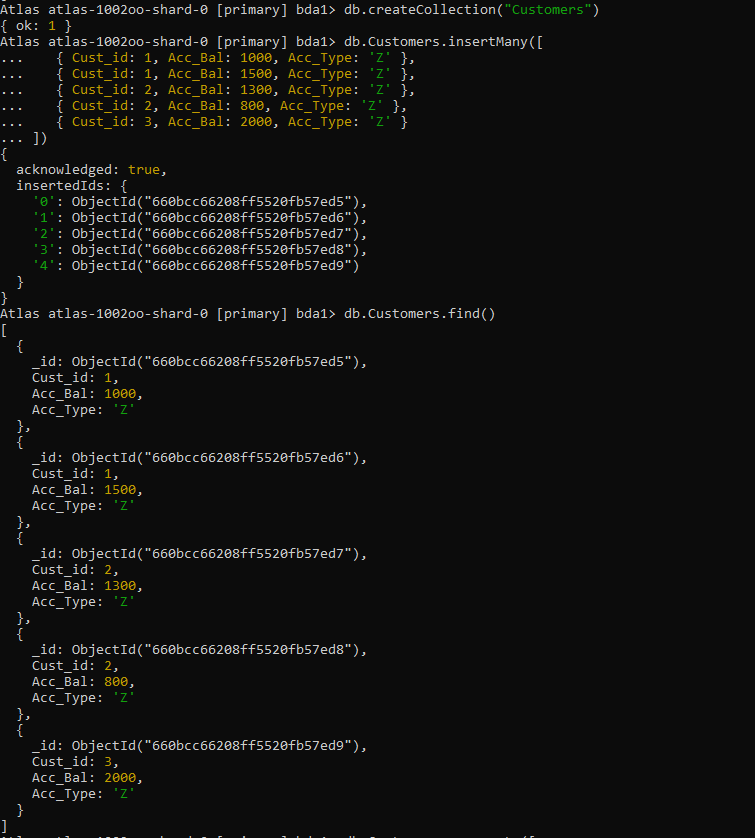 Atlas atlas-1002oo-shard-0 [primary] bda1> db.createCollection("Customers")
{ ok: 1 }
Atlas atlas-1002oo-shard-0 [primary] bda1> db.Customers.insertMany([
...    { Cust_id: 1, Acc_Bal: 1000, Acc_Type: 'Z' },
...    { Cust_id: 1, Acc_Bal: 1500, Acc_Type: 'Z' },
...    { Cust_id: 2, Acc_Bal: 1300, Acc_Type: 'Z' },
...    { Cust_id: 2, Acc_Bal: 800, Acc_Type: 'Z' },
...    { Cust_id: 3, Acc_Bal: 2000, Acc_Type: 'Z' }
... ])
{
  acknowledged: true,
  insertedIds: {
    '0': ObjectId("660bcc66208ff5520fb57ed5"),
    '1': ObjectId("660bcc66208ff5520fb57ed6"),
    '2': ObjectId("660bcc66208ff5520fb57ed7"),
    '3': ObjectId("660bcc66208ff5520fb57ed8"),
    '4': ObjectId("660bcc66208ff5520fb57ed9")
  }
}
Atlas atlas-1002oo-shard-0 [primary] bda1> db.Customers.find()
[
  {
    _id: ObjectId("660bcc66208ff5520fb57ed5"),
    Cust_id: 1,
    Acc_Bal: 1000,
    Acc_Type: 'Z'
  },
  {
    _id: ObjectId("660bcc66208ff5520fb57ed6"),
    Cust_id: 1,
    Acc_Bal: 1500,
    Acc_Type: 'Z'
  },
  {
    _id: ObjectId("660bcc66208ff5520fb57ed7"),
    Cust_id: 2,
    Acc_Bal: 1300,
    Acc_Type: 'Z'
  },
  {
    _id: ObjectId("660bcc66208ff5520fb57ed8"),
    Cust_id: 2,
    Acc_Bal: 800,
    Acc_Type: 'Z'
  },
  {
    _id: ObjectId("660bcc66208ff5520fb57ed9"),
    Cust_id: 3,
    Acc_Bal: 2000,
    Acc_Type: 'Z'
  }
]